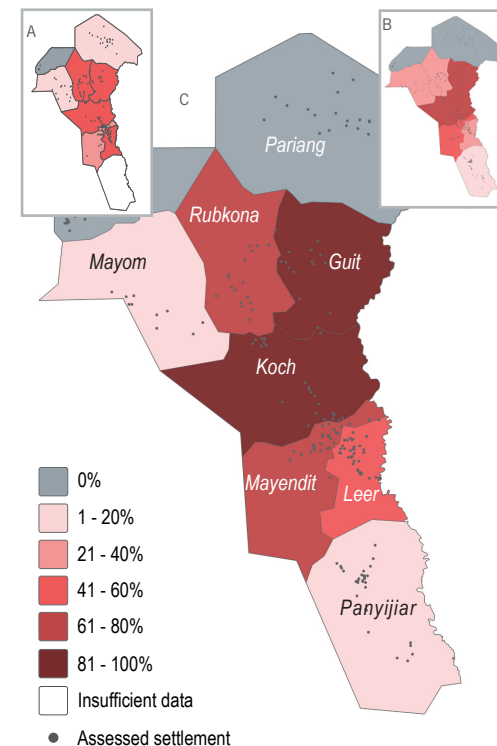 A
B
C
Pariang
Rubkona
Mayom
Guit
Koch
Mayendit
Leer
Panyijiar
0%
1 - 20%
21 - 40%
41 - 60%
61 - 80%
81 - 100%
Insufficient data
Assessed settlement